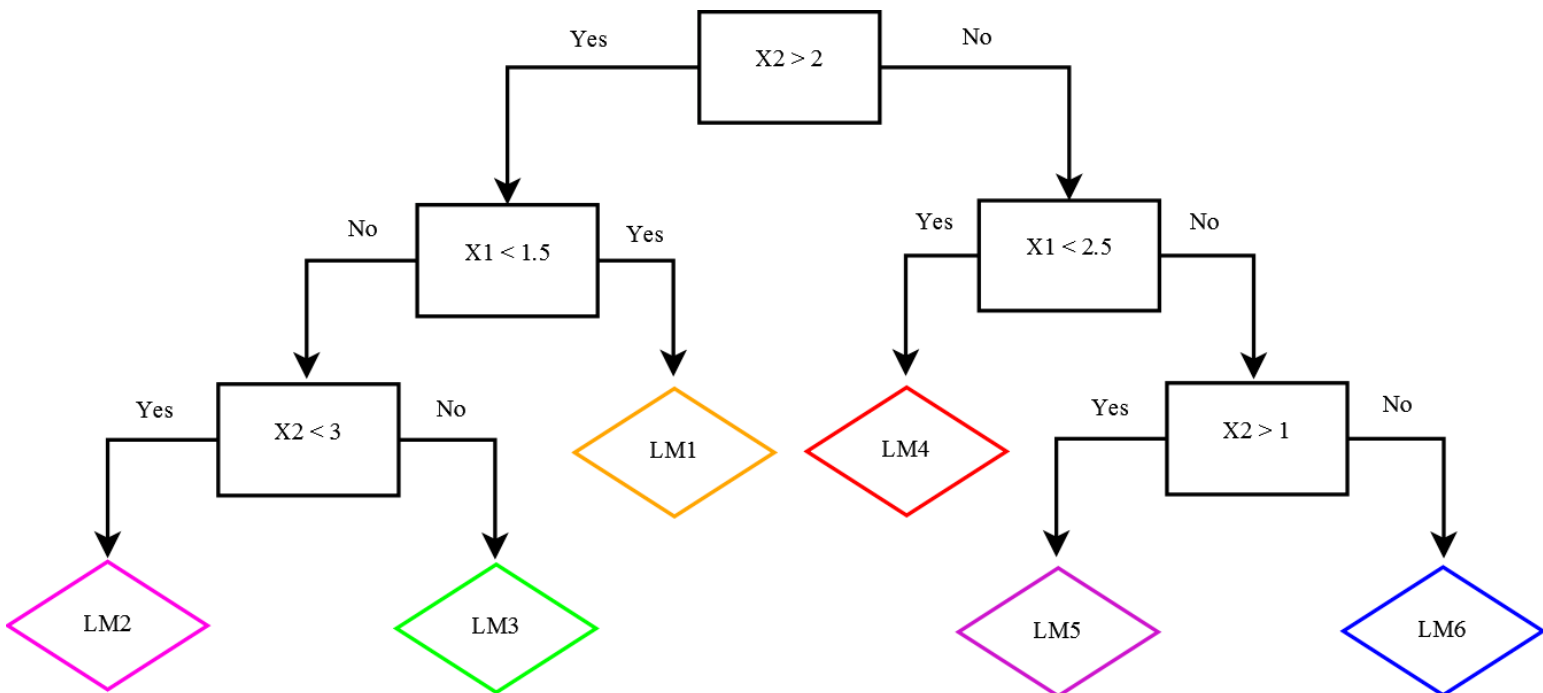 Yes
X2 > 2
No
No
X1 < 1.5
Yes
Yes
X1 < 2.5
No
Yes
X2 < 3
No
LM1
LM4
Yes
X2 > 1
No
LM2
LM3
LM5
LM6